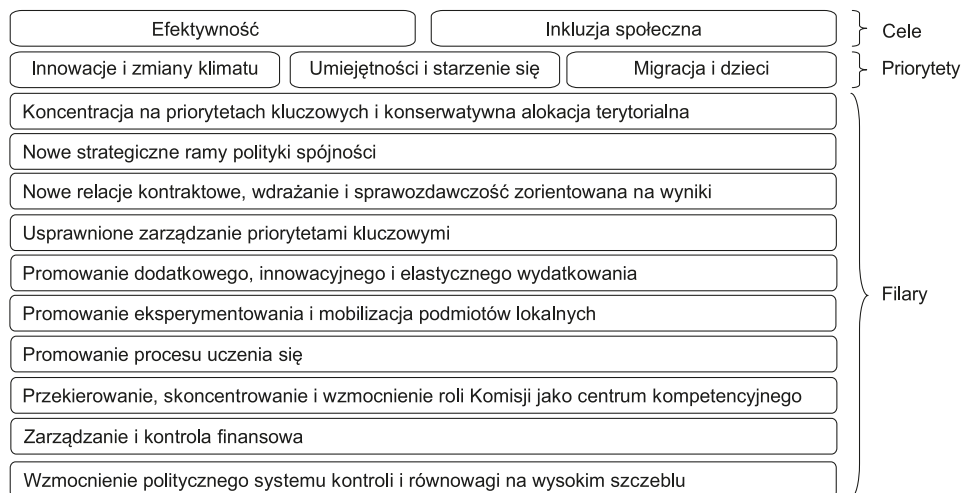 Efektywność
Inkluzja społeczna
Cele
Innowacje i zmiany klimatu
Umiejętności i starzenie się
Migracja i dzieci
Priorytety
Koncentracja na priorytetach kluczowych i konserwatywna alokacja terytorialna
Nowe strategiczne ramy polityki spójności
Nowe relacje kontraktowe, wdrażanie i sprawozdawczość zorientowana na wyniki
Usprawnione zarządzanie priorytetami kluczowymi
Promowanie dodatkowego, innowacyjnego i elastycznego wydatkowania
Filary
Promowanie eksperymentowania i mobilizacja podmiotów lokalnych
Promowanie procesu uczenia się
Przekierowanie, skoncentrowanie i wzmocnienie roli Komisji jako centrum kompetencyjnego
Zarządzanie i kontrola finansowa
Wzmocnienie politycznego systemu kontroli i równowagi na wysokim szczeblu